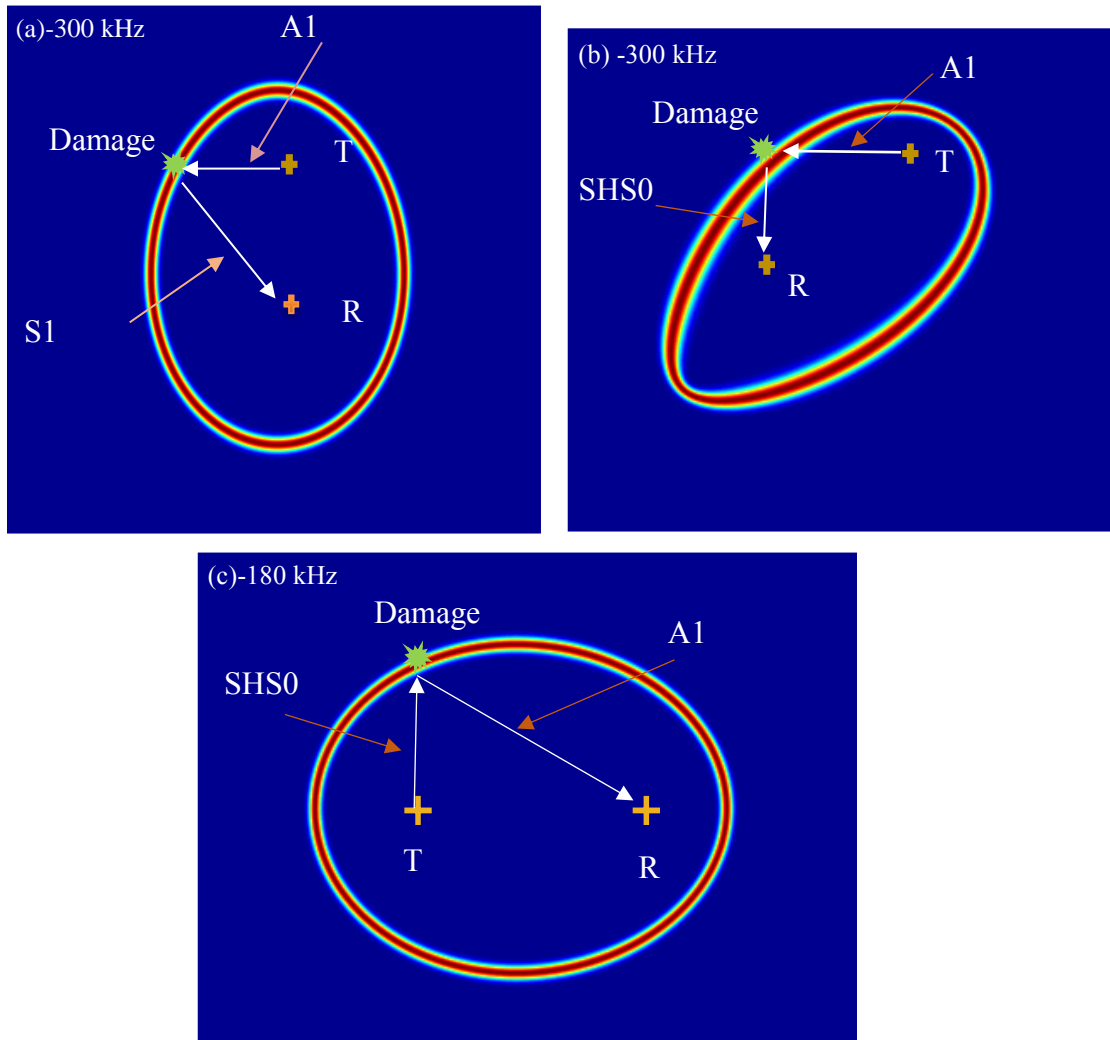 (a)-300 kHz
A1
Damage
T
S1
R
(b) -300 kHz
A1
Damage
T
SHS0
R
(c)-180 kHz
Damage
A1
SHS0
T
R